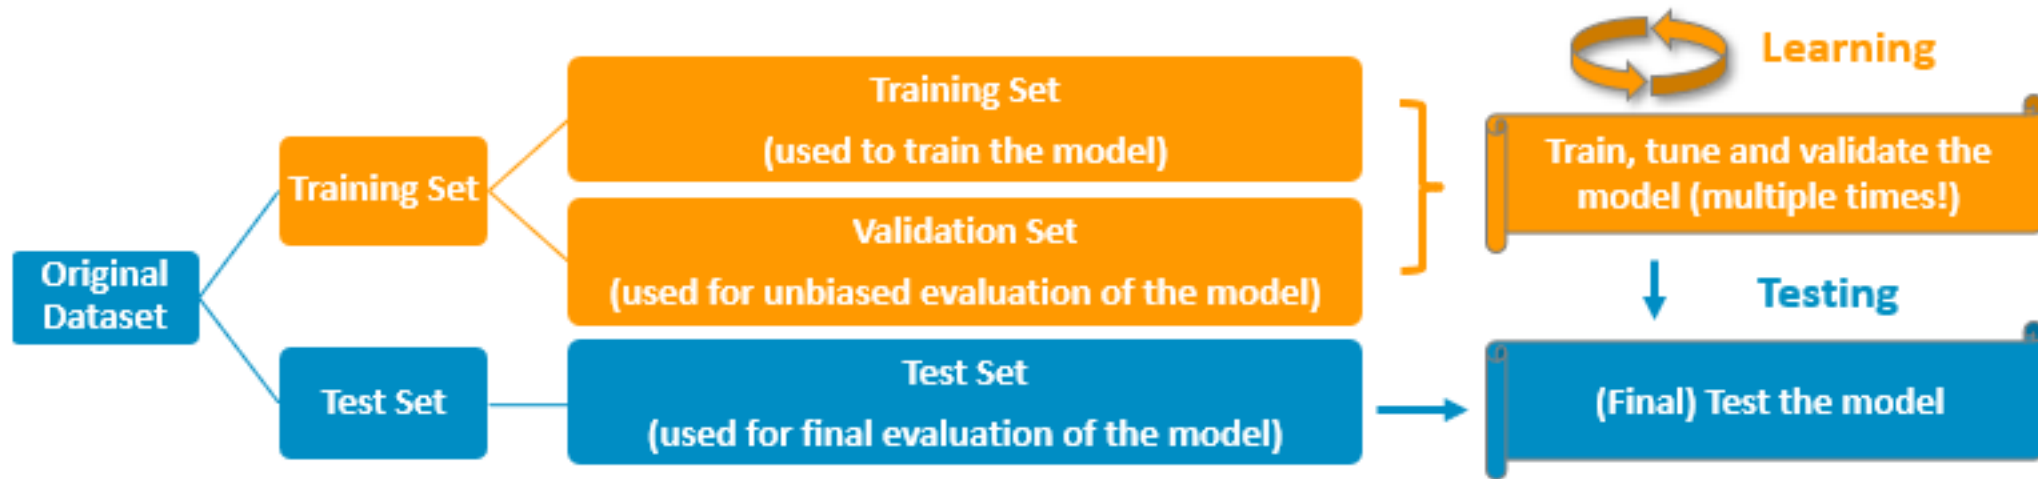 Original
Dataset
Training Set
Test Set
Training Set
(used to train the model)
Validation Set
(used for unbiased evaluation of the model)
Test Set
(used for final evaluation of the model)
Learning
Train, tune and validate the
model (multiple times!)
Testing
(Final) Test the model